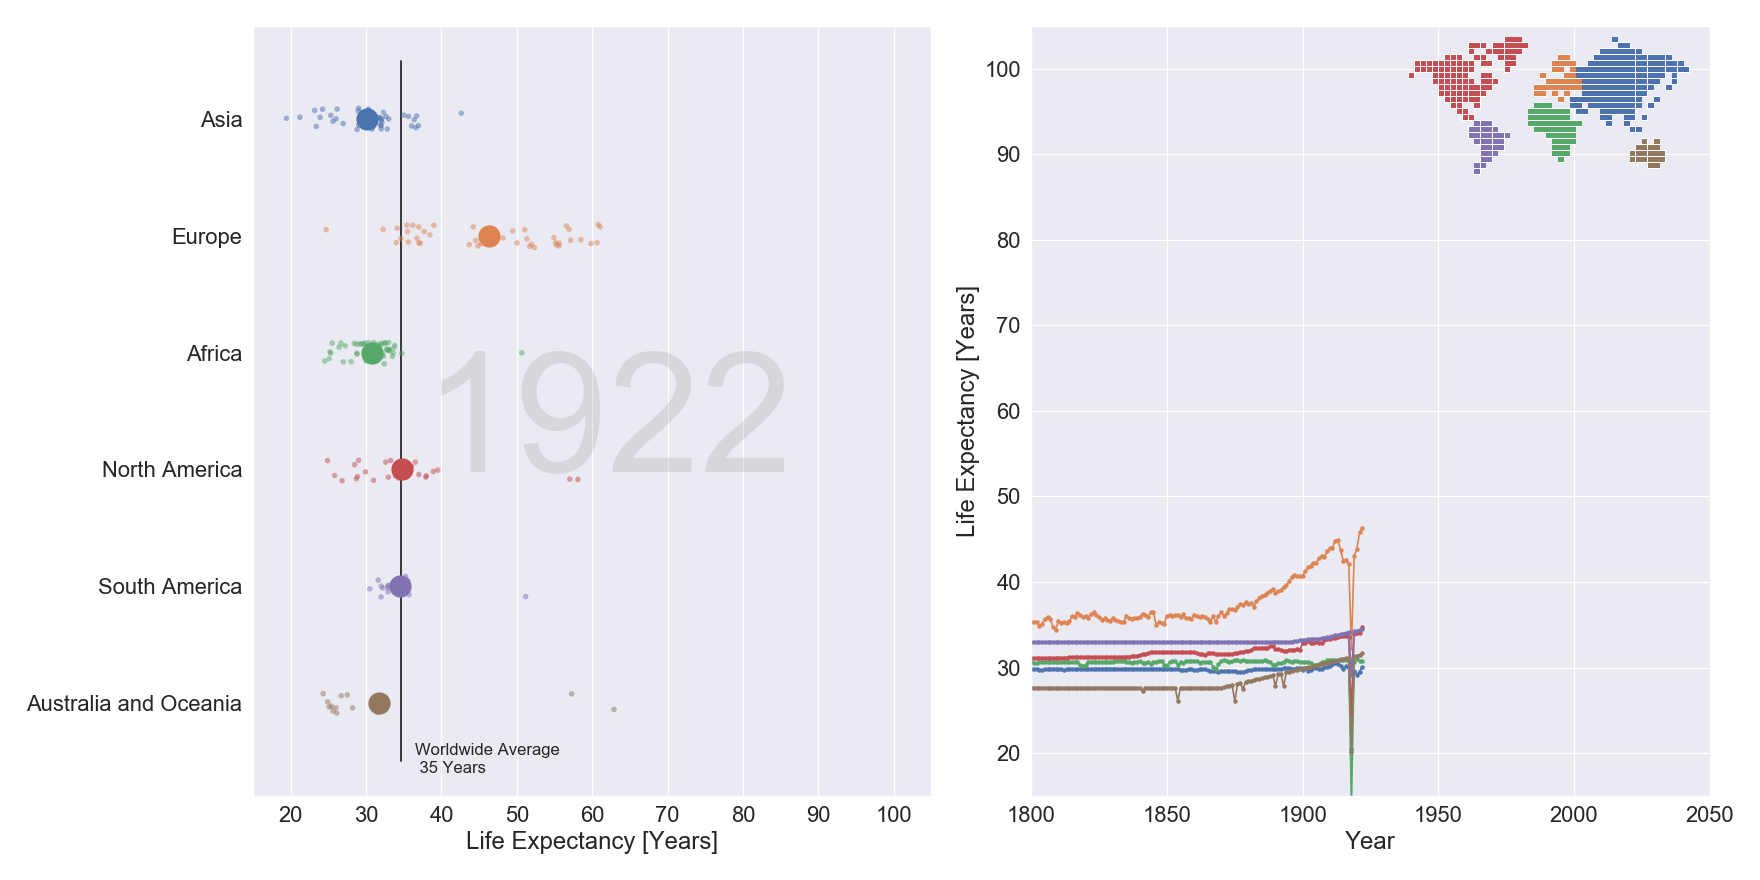 Asia
Europe
Africa
North America
South America
Australia and Oceania
1922
Worldwide Average
35 Years
20 30 40 50 60 70 80 90 100
Life Expectancy [Years]
Life Expectancy [Years]
100
90
80
70
60
50
40
30
20
1800 1850 1900 1950 2000 2050
Year